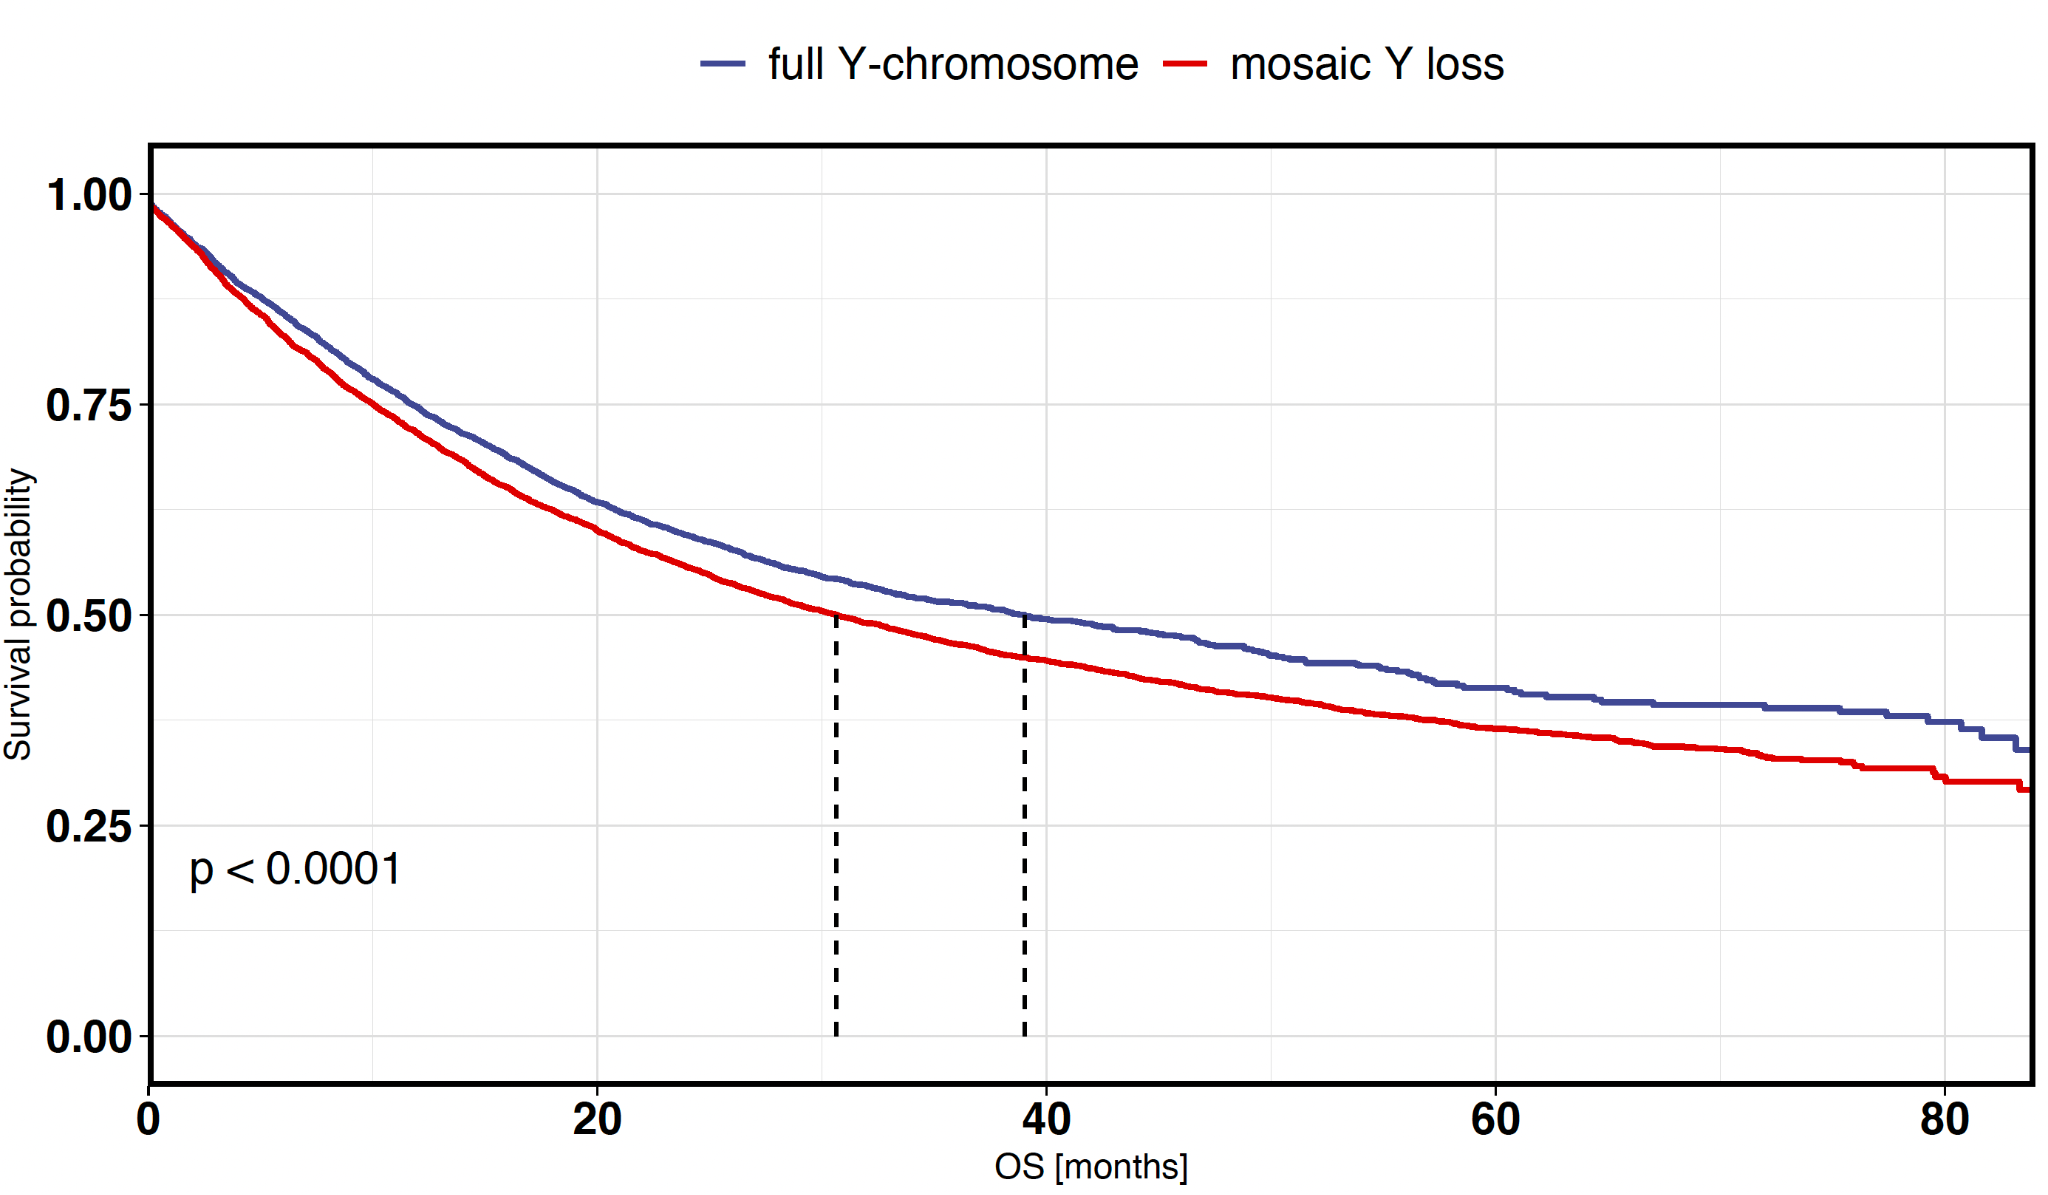 full Y-chromosome mosaic Y loss
1.00
0.75
0.50
0.25
0.00
Survival probability
p < 0.0001
0 20 40 60 80
OS [months]